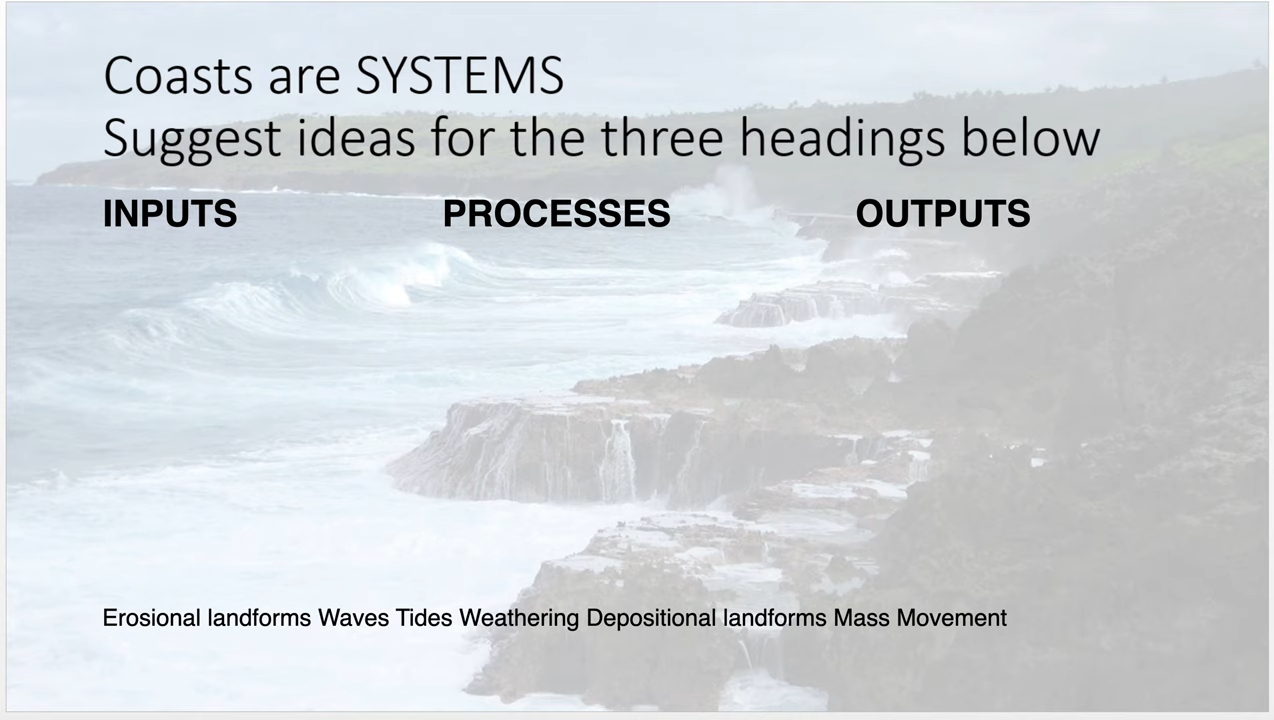 Coasts are SYSTEMS
Suggest ideas for the three headings below
INPUTS PROCESSES OUTPUTS
Erosional landforms Waves Tides Weathering Depositional landforms Mass Movement